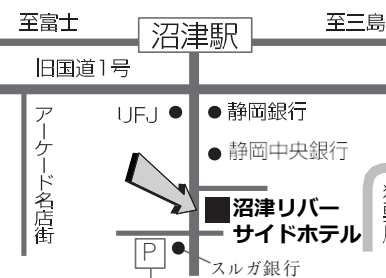 至富士
沼津駅
至三島
旧国道1号
UFJ
静岡銀行
静岡中央銀行
アーケード名店街
沼津リバー
サイドホテル
P
スルガ銀行